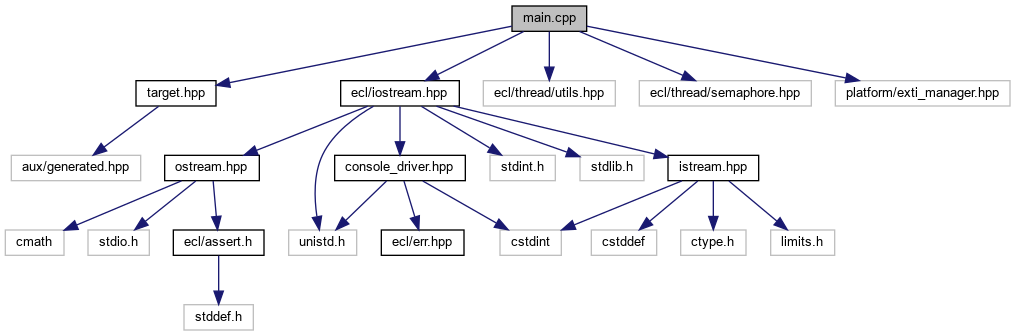 main.cpp
target.hpp
ecl/iostream.hpp
ecl/thread/utils.hpp
ecl/thread/semaphore.hpp
platform/exti_manager.hpp
aux/generated.hpp
ostream.hpp
console_driver.hpp
stdint.h
stdlib.h
istream.hpp
cmath
stdio.h
ecl/assert.h
unistd.h
ecl/err.hpp
cstdint
cstddef
ctype.h
limits.h
stddef.h